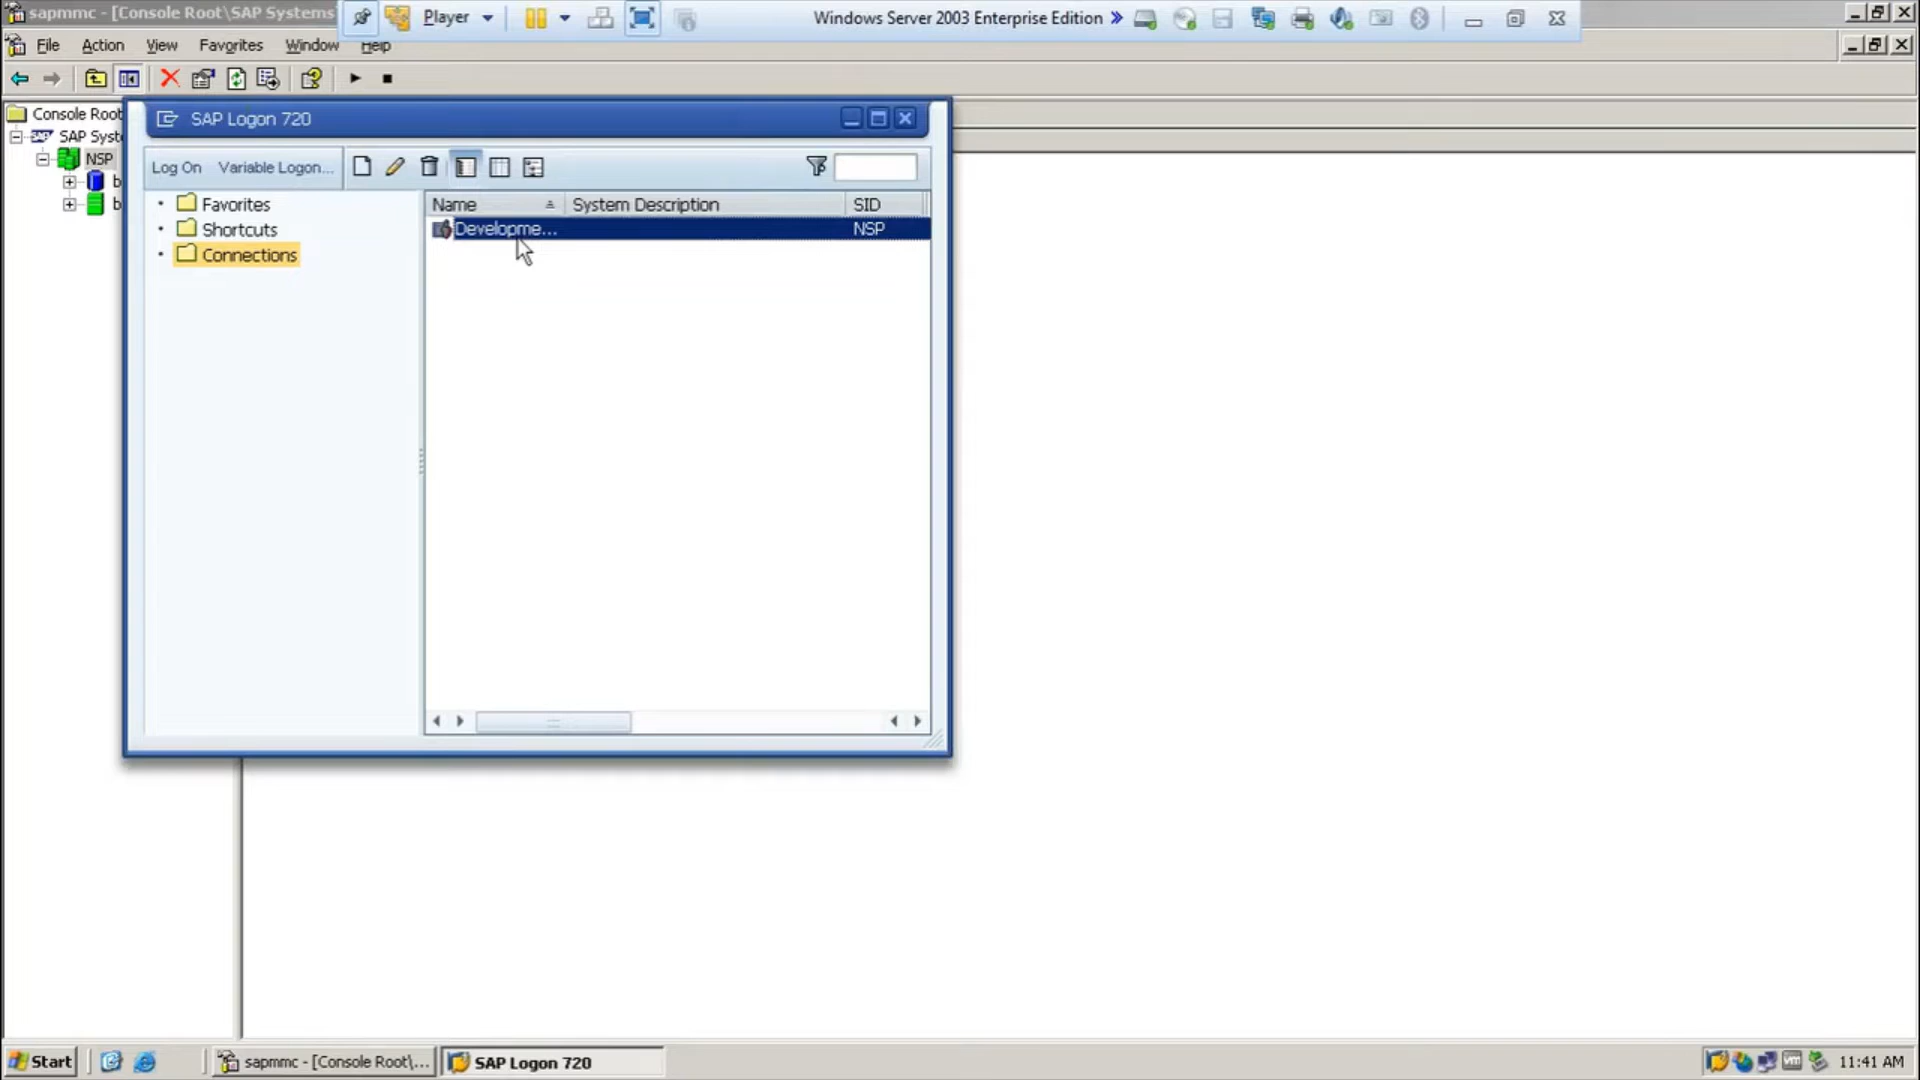 sapmmc - [Console Root\SAP Systems
Player
Windows Server 2003 Enterprise Edition
File Action View Favorites Window Help
Console Root
SAP Syste
NSP
b
b
SAP Logon 720
Log On Variable Logon...
Favorites
Shortcuts
Connections
Name System Description SID
Developme... NSP
Start
sapmmc - [Console Root\...
SAP Logon 720
11:41 AM